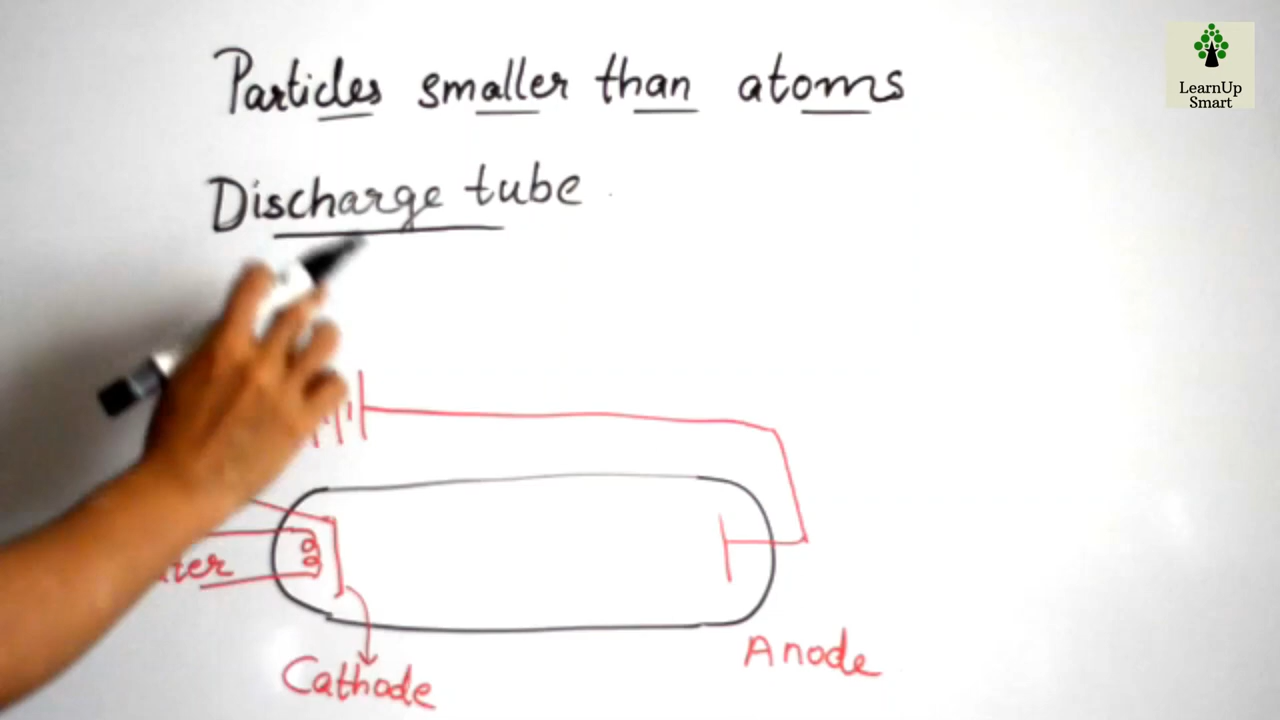 Particles smaller than atoms
LearnUp
Smart
Discharge tube
Cathode
Anode